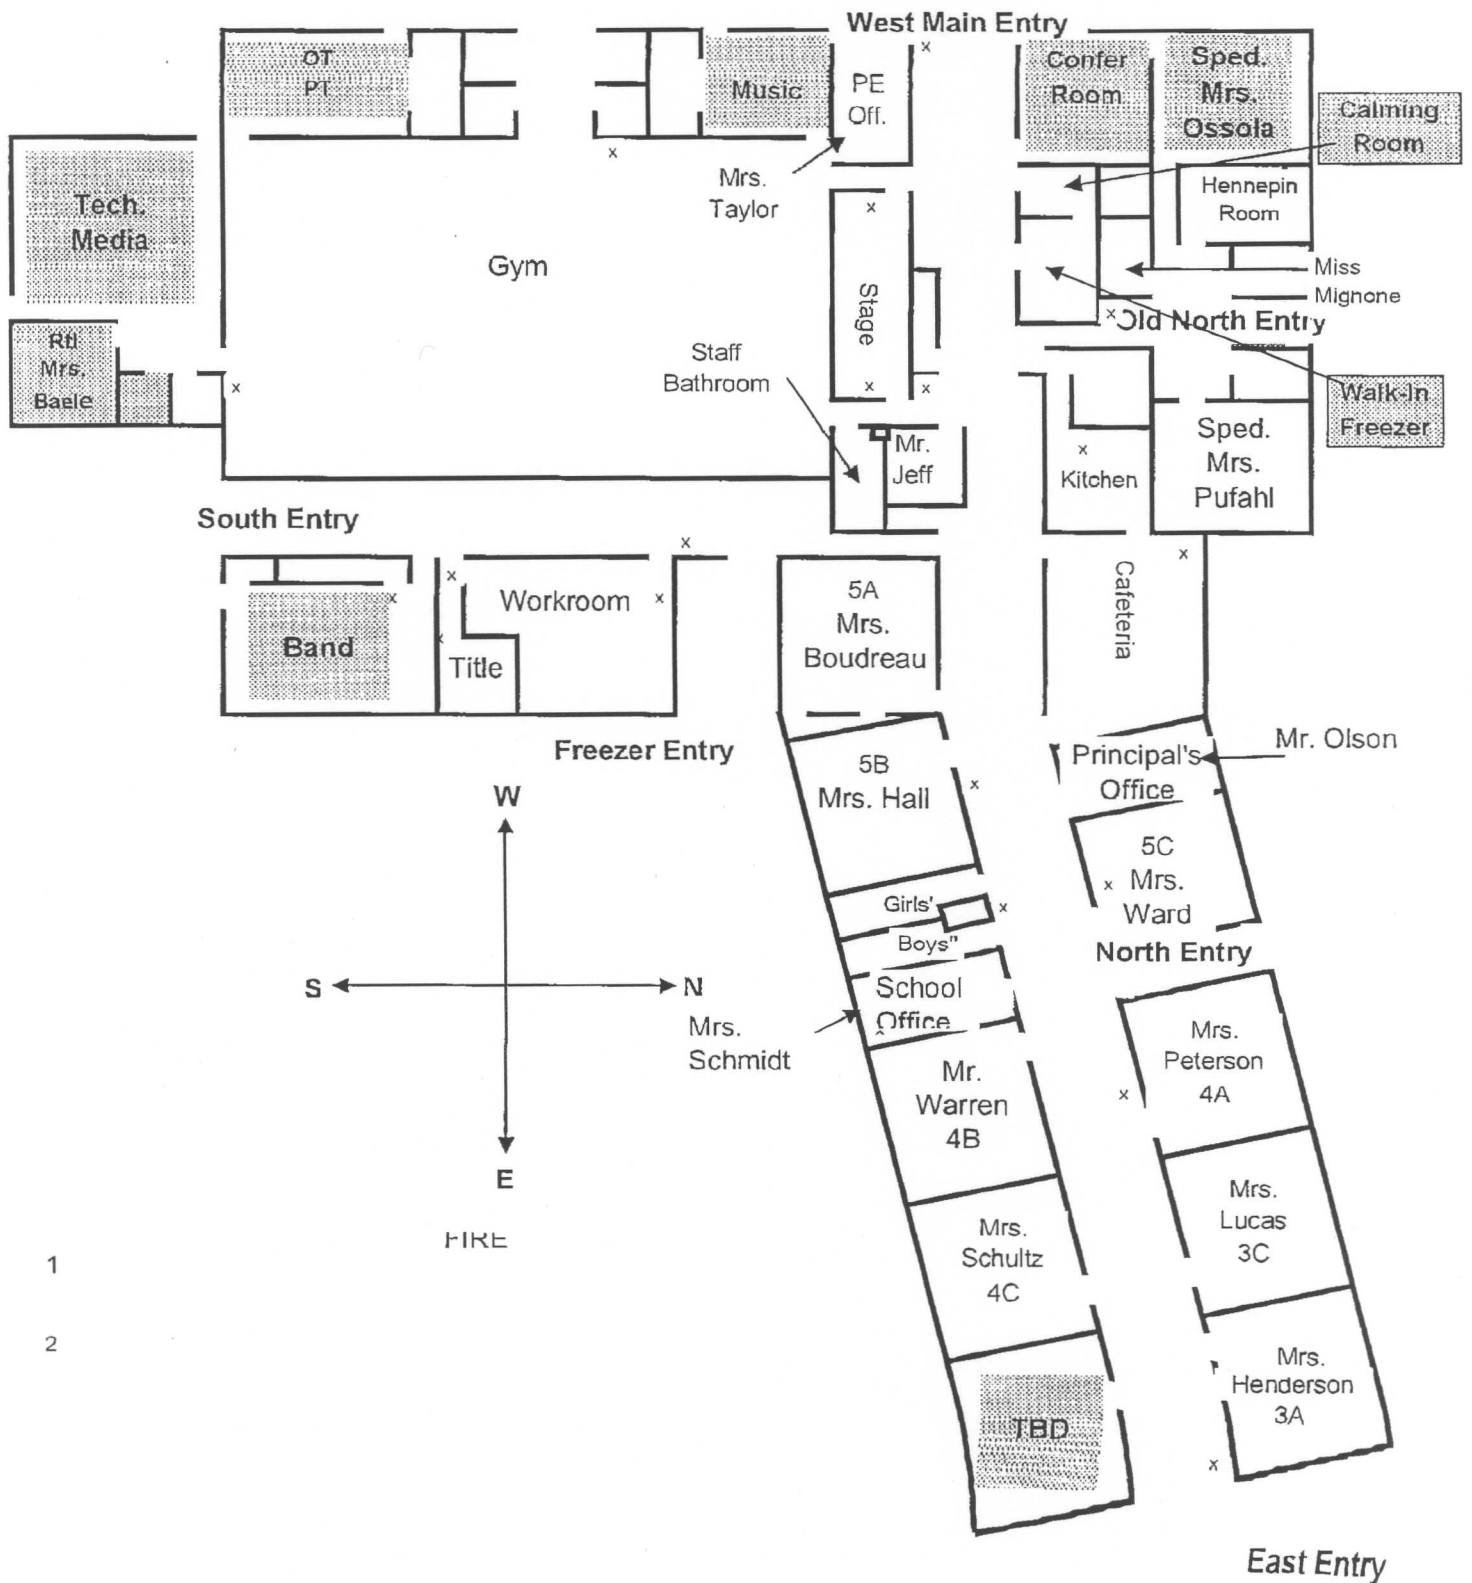 West Main Entry
OT
PT
Music
PE
Off.
Confer
Room
Sped.
Mrs.
Ossola
Calming
Room
Mrs.
Taylor
Hennepin
Room
Tech.
Media
Gym
Stage
Miss
Mignone
Old North Entry
RtI
Mrs.
Baele
Staff
Bathroom
Mr.
Jeff
Kitchen
Sped.
Mrs.
Pufahl
Walk-In
Freezer
South Entry
Band
Title
Workroom
5A
Mrs.
Boudreau
Cafeteria
Freezer Entry
5B
Mrs. Hall
Principal's
Office
Mr. Olson
W
S
N
E
5C
Mrs.
Ward
Girls'
Boys"
North Entry
School
Office
Mrs.
Schmidt
Mr.
Warren
4B
Mrs.
Peterson
4A
Mrs.
Schultz
4C
Mrs.
Lucas
3C
FIRE
1
2
TBD
Mrs.
Henderson
3A
East Entry